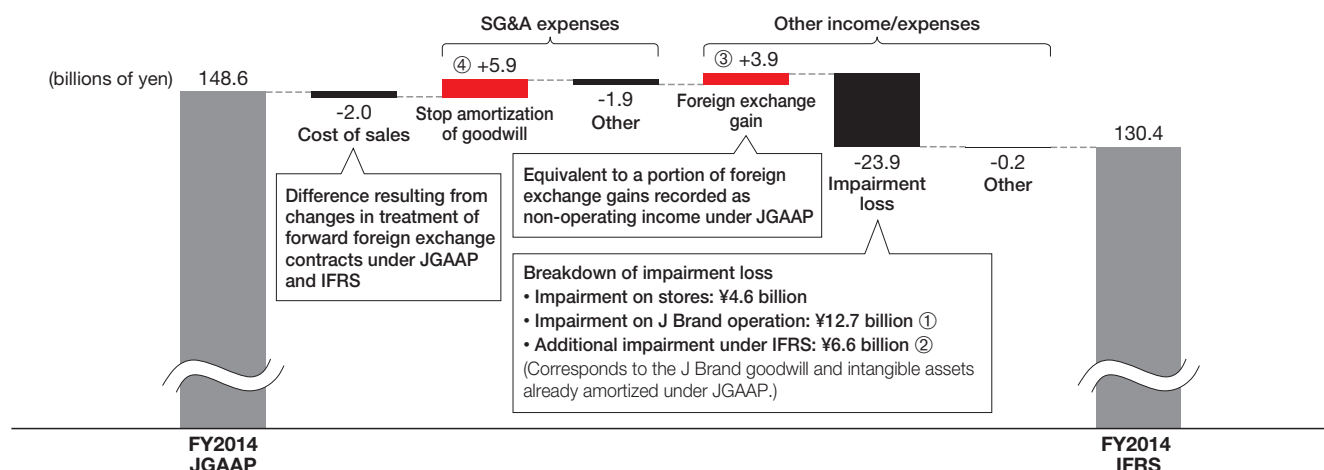 SG&A expenses
Other income/expenses
(billions of yen)
148.6
-2.0
Cost of sales
④ +5.9
Stop amortization
of goodwill
-1.9
Other
③ +3.9
Foreign exchange
gain
-23.9
Impairment
loss
-0.2
Other
130.4
Difference resulting from
changes in treatment of
forward foreign exchange
contracts under JGAAP
and IFRS
Equivalent to a portion of foreign
exchange gains recorded as
non-operating income under JGAAP
Breakdown of impairment loss
• Impairment on stores: ¥4.6 billion
• Impairment on J Brand operation: ¥12.7 billion ①
• Additional impairment under IFRS: ¥6.6 billion ②
(Corresponds to the J Brand goodwill and intangible assets
already amortized under JGAAP.)
FY2014
JGAAP
FY2014
IFRS